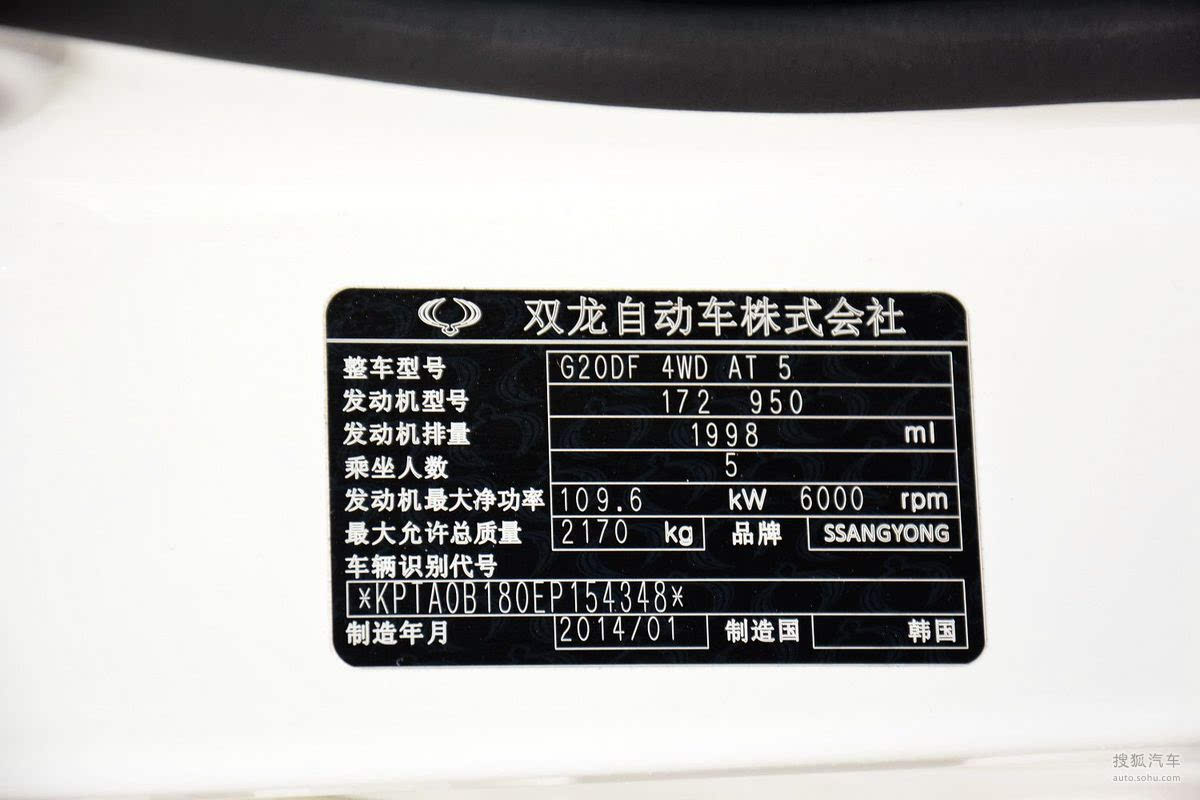 双龙自动车株式会社
整车型号 G20DF 4WD AT 5
发动机型号 172 950
发动机排量 1998 ml
乘坐人数 5
发动机最大净功率 109.6 kW 6000 rpm
最大允许总质量 2170 kg 品牌 SSANGYONG
车辆识别代号
*KPTA0B180EP154348*
制造年月 2014/01 制造国 韩国
搜狐汽车
auto.sohu.com